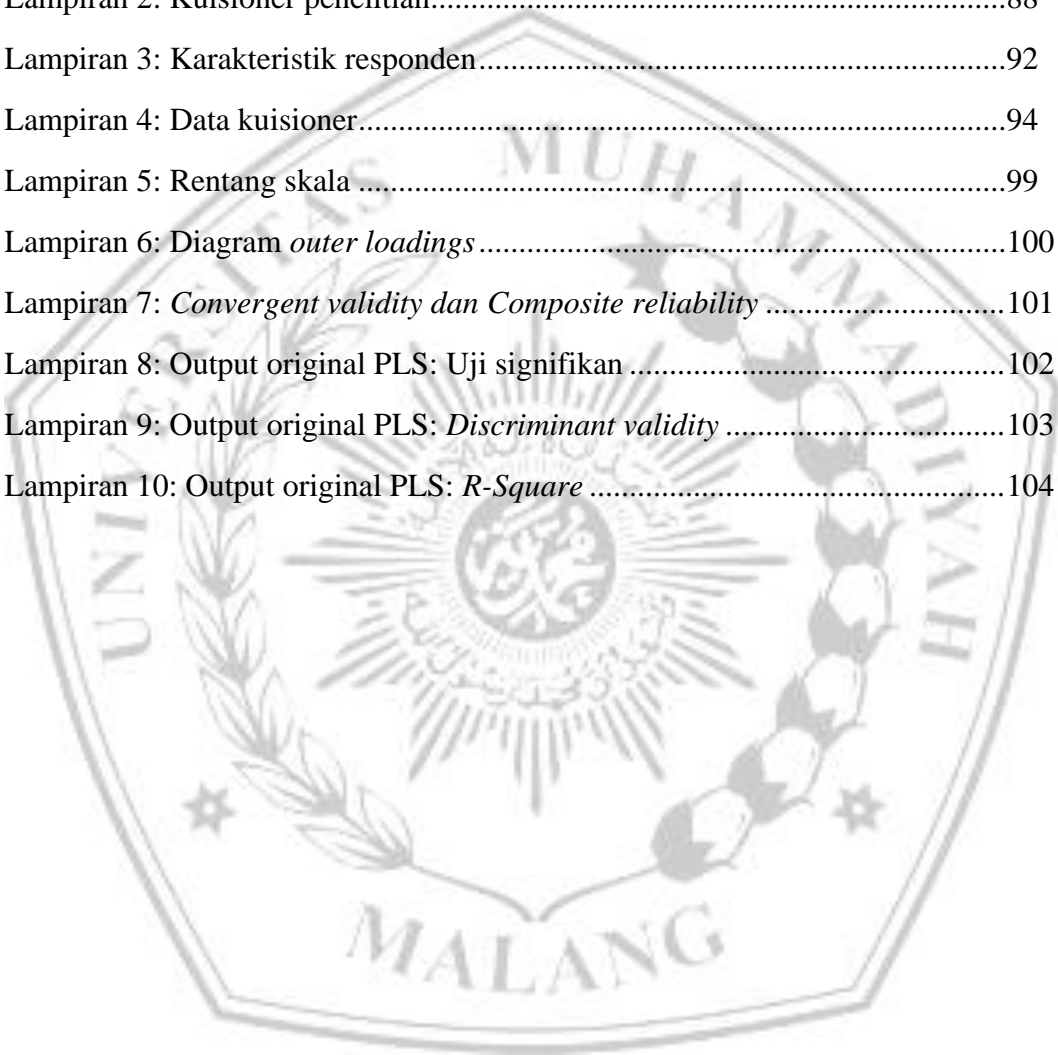 Lampiran 2: Kuisioner penelitian................................................................................88
Lampiran 3: Karakteristik responden..................................................................92
Lampiran 4: Data kuisioner.................................................................................94
Lampiran 5: Rentang skala .................................................................................99
Lampiran 6: Diagram outer loadings..................................................................100
Lampiran 7: Convergent validity dan Composite reliability ..............................101
Lampiran 8: Output original PLS: Uji signifikan ...............................................102
Lampiran 9: Output original PLS: Discriminant validity ...................................103
Lampiran 10: Output original PLS: R-Square ....................................................104
UNIVERSITAS MUHAMMADIYAH
MALANG